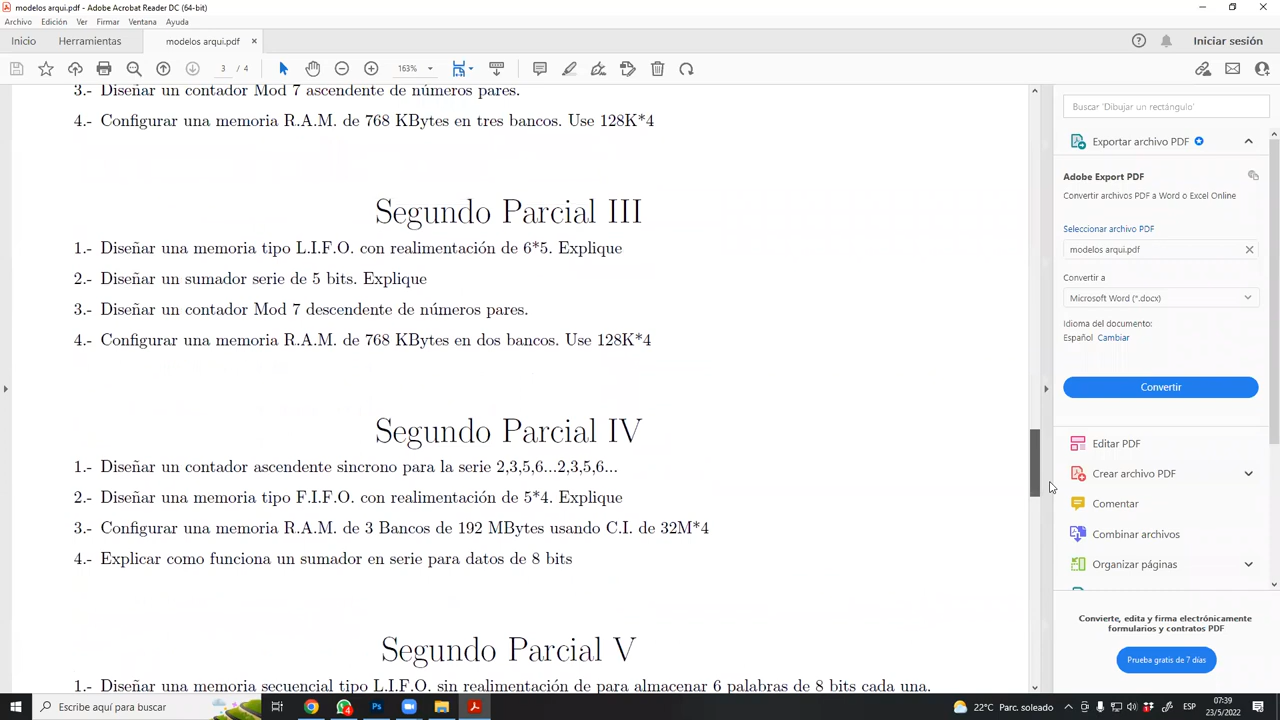 modelos arqui.pdf - Adobe Acrobat Reader DC (64-bit)
Archivo Edición Ver Firmar Ventana Ayuda
Inicio Herramientas modelos arqui.pdf × Iniciar sesión
3 / 4 163%
3.- Diseñar un contador Mod 7 ascendente de números pares.
4.- Configurar una memoria R.A.M. de 768 KBytes en tres bancos. Use 128K*4
Segundo Parcial III
1.- Diseñar una memoria tipo L.I.F.O. con realimentación de 6*5. Explique
2.- Diseñar un sumador serie de 5 bits. Explique
3.- Diseñar un contador Mod 7 descendente de números pares.
4.- Configurar una memoria R.A.M. de 768 KBytes en dos bancos. Use 128K*4
Segundo Parcial IV
1.- Diseñar un contador ascendente sincrono para la serie 2,3,5,6...2,3,5,6...
2.- Diseñar una memoria tipo F.I.F.O. con realimentación de 5*4. Explique
3.- Configurar una memoria R.A.M. de 3 Bancos de 192 MBytes usando C.I. de 32M*4
4.- Explicar como funciona un sumador en serie para datos de 8 bits
Segundo Parcial V
1.- Diseñar una memoria secuencial tipo L.I.F.O. sin realimentación de para almacenar 6 palabras de 8 bits cada una.
Buscar 'Dibujar un rectángulo'
Exportar archivo PDF
Adobe Export PDF
Convertir archivos PDF a Word o Excel Online
Seleccionar archivo PDF
modelos arqui.pdf
Convertir a
Microsoft Word (*.docx)
Idioma del documento:
Español Cambiar
Convertir
Editar PDF
Crear archivo PDF
Comentar
Combinar archivos
Organizar páginas
Convierte, edita y firma electrónicamente
formularios y contratos PDF
Prueba gratis de 7 días
Escribe aquí para buscar
22°C Parc. soleado
ESP
07:39
23/5/2022